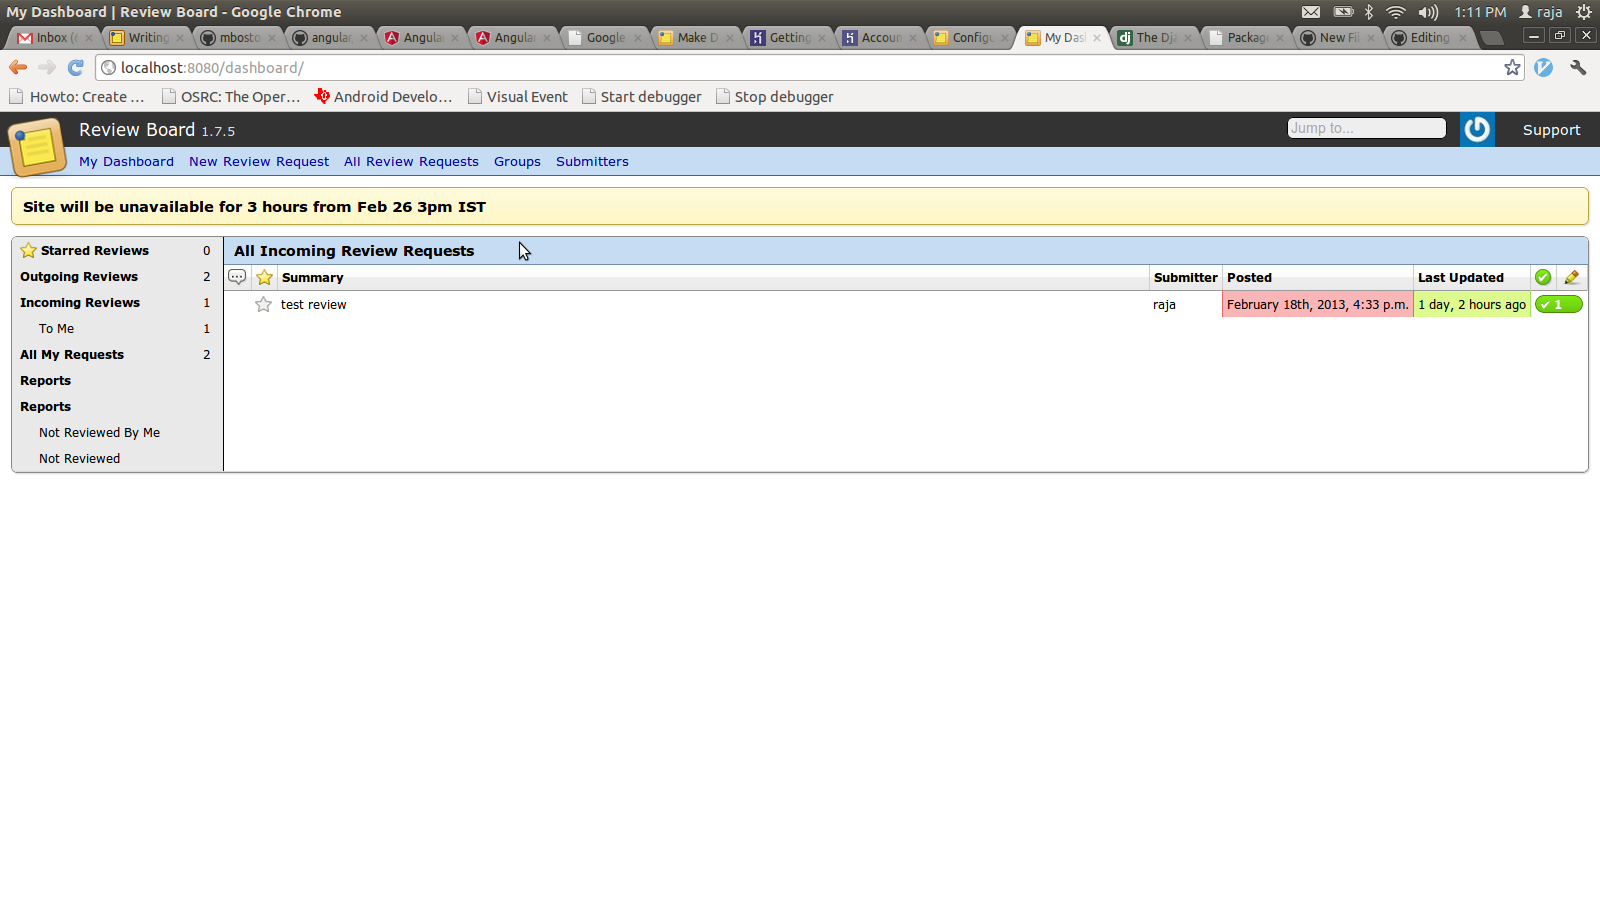 My Dashboard | Review Board - Google Chrome
1:11 PM raja
Inbox (
Writing
mbosto
angular
Angular
Angular
Google
Make D
Getting
Accoun
Configu
My Das
dj The Dja
Package
New Fil
Editing
localhost:8080/dashboard/
Howto: Create ...
OSRC: The Oper...
Android Develo...
Visual Event
Start debugger
Stop debugger
Review Board 1.7.5
Jump to...
Support
My Dashboard New Review Request All Review Requests Groups Submitters
Site will be unavailable for 3 hours from Feb 26 3pm IST
Starred Reviews 0
Outgoing Reviews 2
Incoming Reviews 1
To Me 1
All My Requests 2
Reports
Reports
Not Reviewed By Me
Not Reviewed
All Incoming Review Requests
Summary Submitter Posted Last Updated
test review raja February 18th, 2013, 4:33 p.m. 1 day, 2 hours ago 1